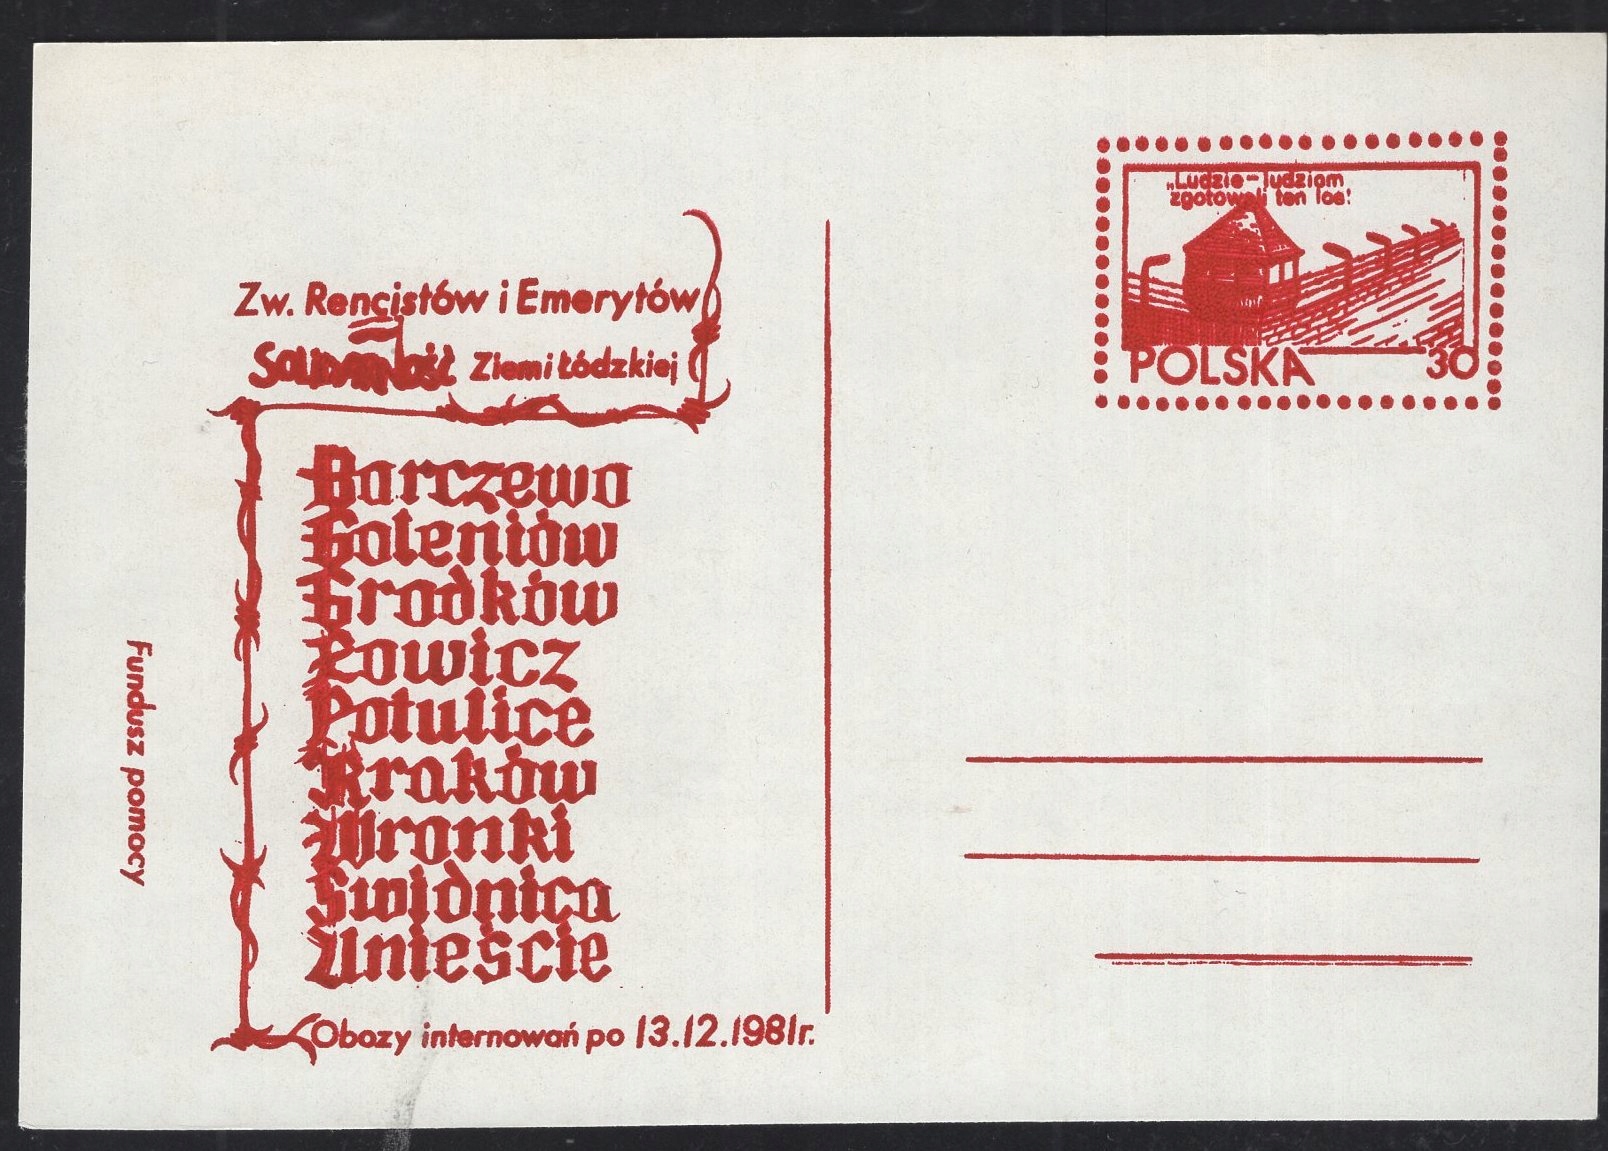 Zw. Rencistów i Emerytów
Solidarność Ziemi Łódzkiej
Barczewo
Goleniów
Grodków
Łowicz
Potulice
Kraków
Wronki
Świdnica
Unieście
Obozy internowań po 13.12.1981r.
Fundusz pomocy
„Ludzie - ludziom
zgotowali ten los"
POLSKA 30